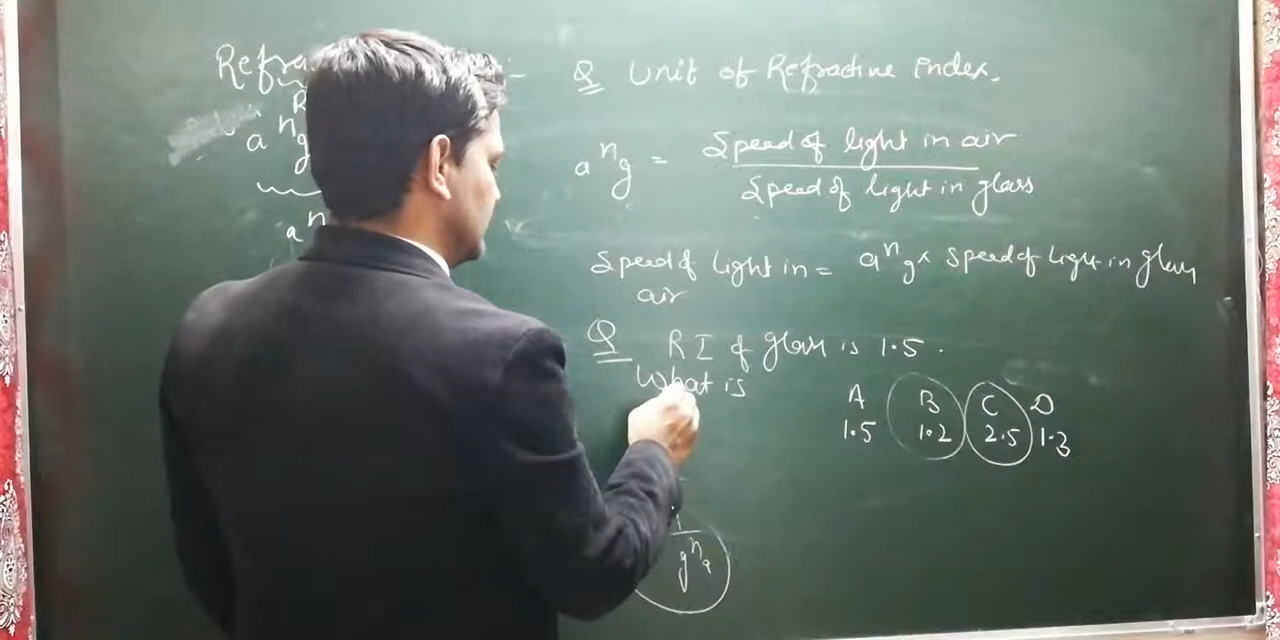 Refra
Q Unit of Refractive index.
a n g
a n g = Speed of light in air
Speed of light in glass
a n
Speed of light in = a n g × speed of light in glass
air
Q R I of glass is 1.5.
What is
A B C D
1.5 1.2 2.5 1.3
g n a